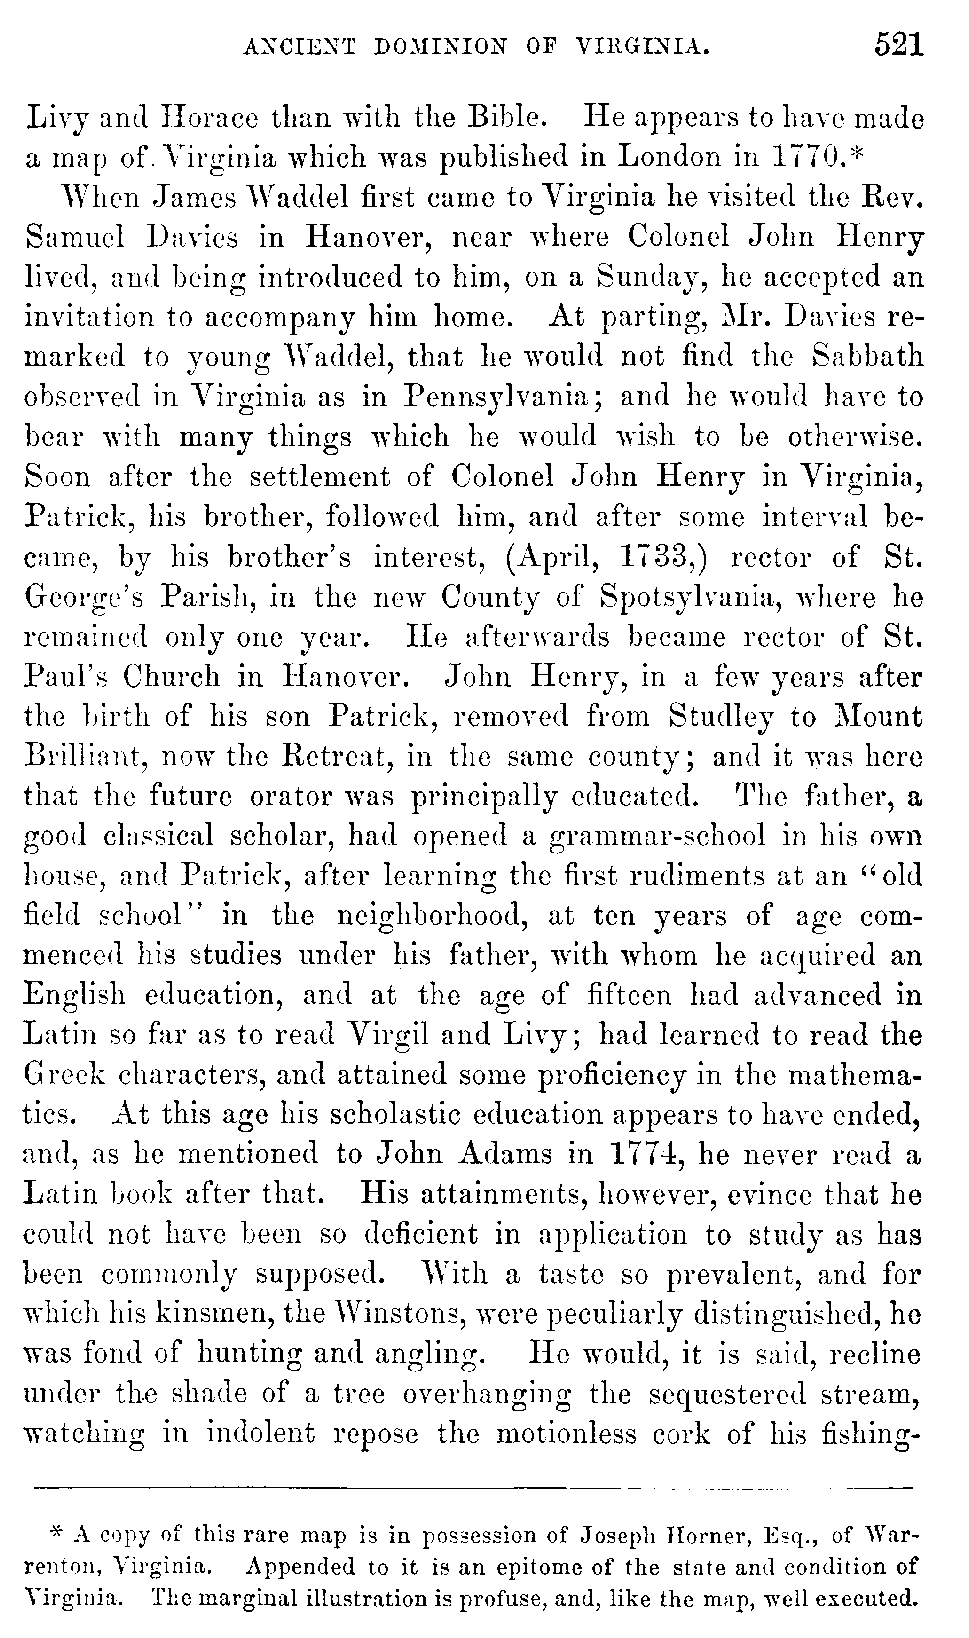 ANCIENT DOMINION OF VIRGINIA. 521
Livy and Horace than with the Bible. He appears to have made
a map of Virginia which was published in London in 1770.*
When James Waddel first came to Virginia he visited the Rev.
Samuel Davies in Hanover, near where Colonel John Henry
lived, and being introduced to him, on a Sunday, he accepted an
invitation to accompany him home. At parting, Mr. Davies re-
marked to young Waddel, that he would not find the Sabbath
observed in Virginia as in Pennsylvania; and he would have to
bear with many things which he would wish to be otherwise.
Soon after the settlement of Colonel John Henry in Virginia,
Patrick, his brother, followed him, and after some interval be-
came, by his brother's interest, (April, 1733,) rector of St.
George's Parish, in the new County of Spotsylvania, where he
remained only one year. He afterwards became rector of St.
Paul's Church in Hanover. John Henry, in a few years after
the birth of his son Patrick, removed from Studley to Mount
Brilliant, now the Retreat, in the same county; and it was here
that the future orator was principally educated. The father, a
good classical scholar, had opened a grammar-school in his own
house, and Patrick, after learning the first rudiments at an "old
field school" in the neighborhood, at ten years of age com-
menced his studies under his father, with whom he acquired an
English education, and at the age of fifteen had advanced in
Latin so far as to read Virgil and Livy; had learned to read the
Greek characters, and attained some proficiency in the mathema-
tics. At this age his scholastic education appears to have ended,
and, as he mentioned to John Adams in 1774, he never read a
Latin book after that. His attainments, however, evince that he
could not have been so deficient in application to study as has
been commonly supposed. With a taste so prevalent, and for
which his kinsmen, the Winstons, were peculiarly distinguished, he
was fond of hunting and angling. He would, it is said, recline
under the shade of a tree overhanging the sequestered stream,
watching in indolent repose the motionless cork of his fishing-
* A copy of this rare map is in possession of Joseph Horner, Esq., of War-
renton, Virginia. Appended to it is an epitome of the state and condition of
Virginia. The marginal illustration is profuse, and, like the map, well executed.